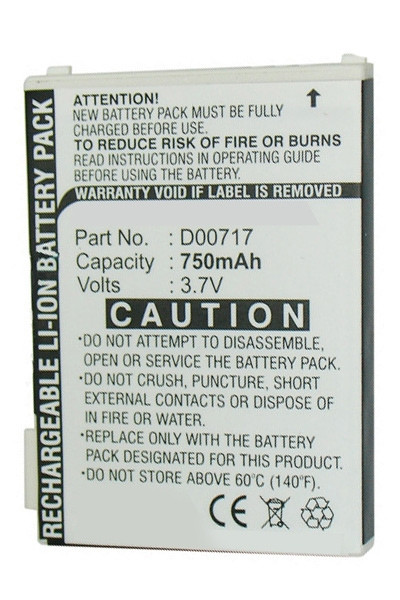 RECHARGEABLE LI-ION BATTERY PACK
ATTENTION!
NEW BATTERY PACK MUST BE FULLY
CHARGED BEFORE USE.
TO REDUCE RISK OF FIRE OR BURNS
READ INSTRUCTIONS IN OPERATING GUIDE
BEFORE USING BATTERY PACK.
WARRANTY VOID IF LABEL IS REMOVED
Part No. : D00717
Capacity : 750mAh
Volts : 3.7V
CAUTION
•DO NOT ATTEMPT TO DISASSEMBLE,
OPEN OR SERVICE THE BATTERY PACK.
•DO NOT CRUSH, PUNCTURE, SHORT
EXTERNAL CONTACTS OR DISPOSE OF
IN FIRE OR WATER.
•REPLACE ONLY WITH THE BATTERY
PACK DESIGNATED FOR THIS DEVICE.
•DO NOT STORE ABOVE 60°C (140°F).
CE